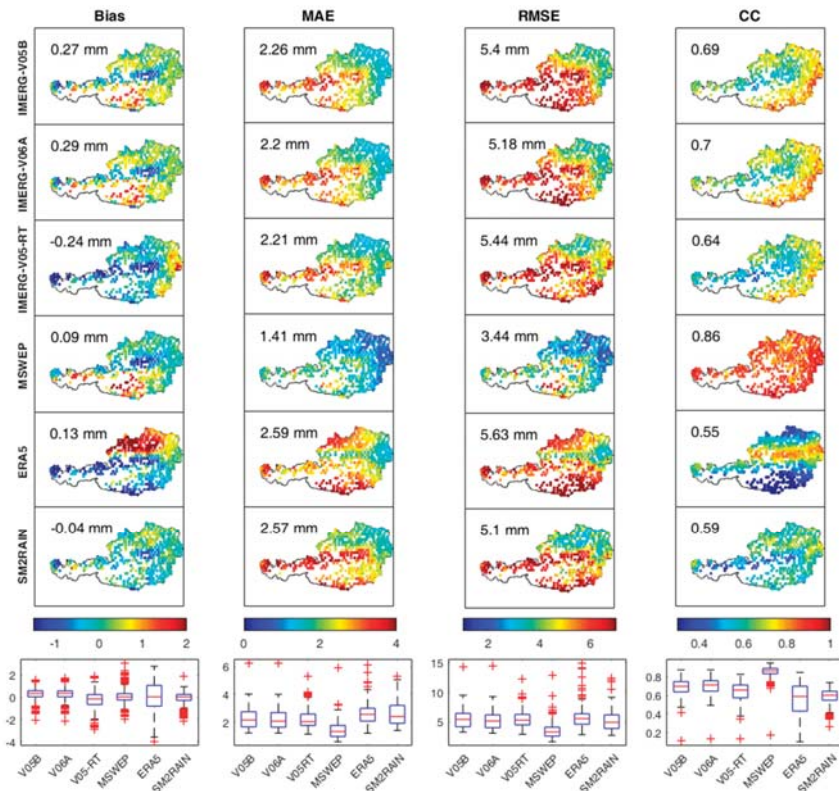 Bias MAE RMSE CC
IMERG-V05B
0.27 mm 2.26 mm 5.4 mm 0.69
IMERG-V06A
0.29 mm 2.2 mm 5.18 mm 0.7
IMERG-V05-RT
-0.24 mm 2.21 mm 5.44 mm 0.64
MSWEP
0.09 mm 1.41 mm 3.44 mm 0.86
ERA5
0.13 mm 2.59 mm 5.63 mm 0.55
SM2RAIN
-0.04 mm 2.57 mm 5.1 mm 0.59
-1 0 1 2 0 2 4 2 4 6 0.4 0.6 0.8 1
2
0
-2
-4
V05B V06A V05-RT MSWEP ERA5 SM2RAIN
6
4
2
V05B V06A V05RT MSWEP ERA5 SM2RAIN
15
10
5
V05B V06A V05RT MSWEP ERA5 SM2RAIN
0.8
0.6
0.4
0.2
V05B V06A V05-RT MSWEP ERA5 SM2RAIN